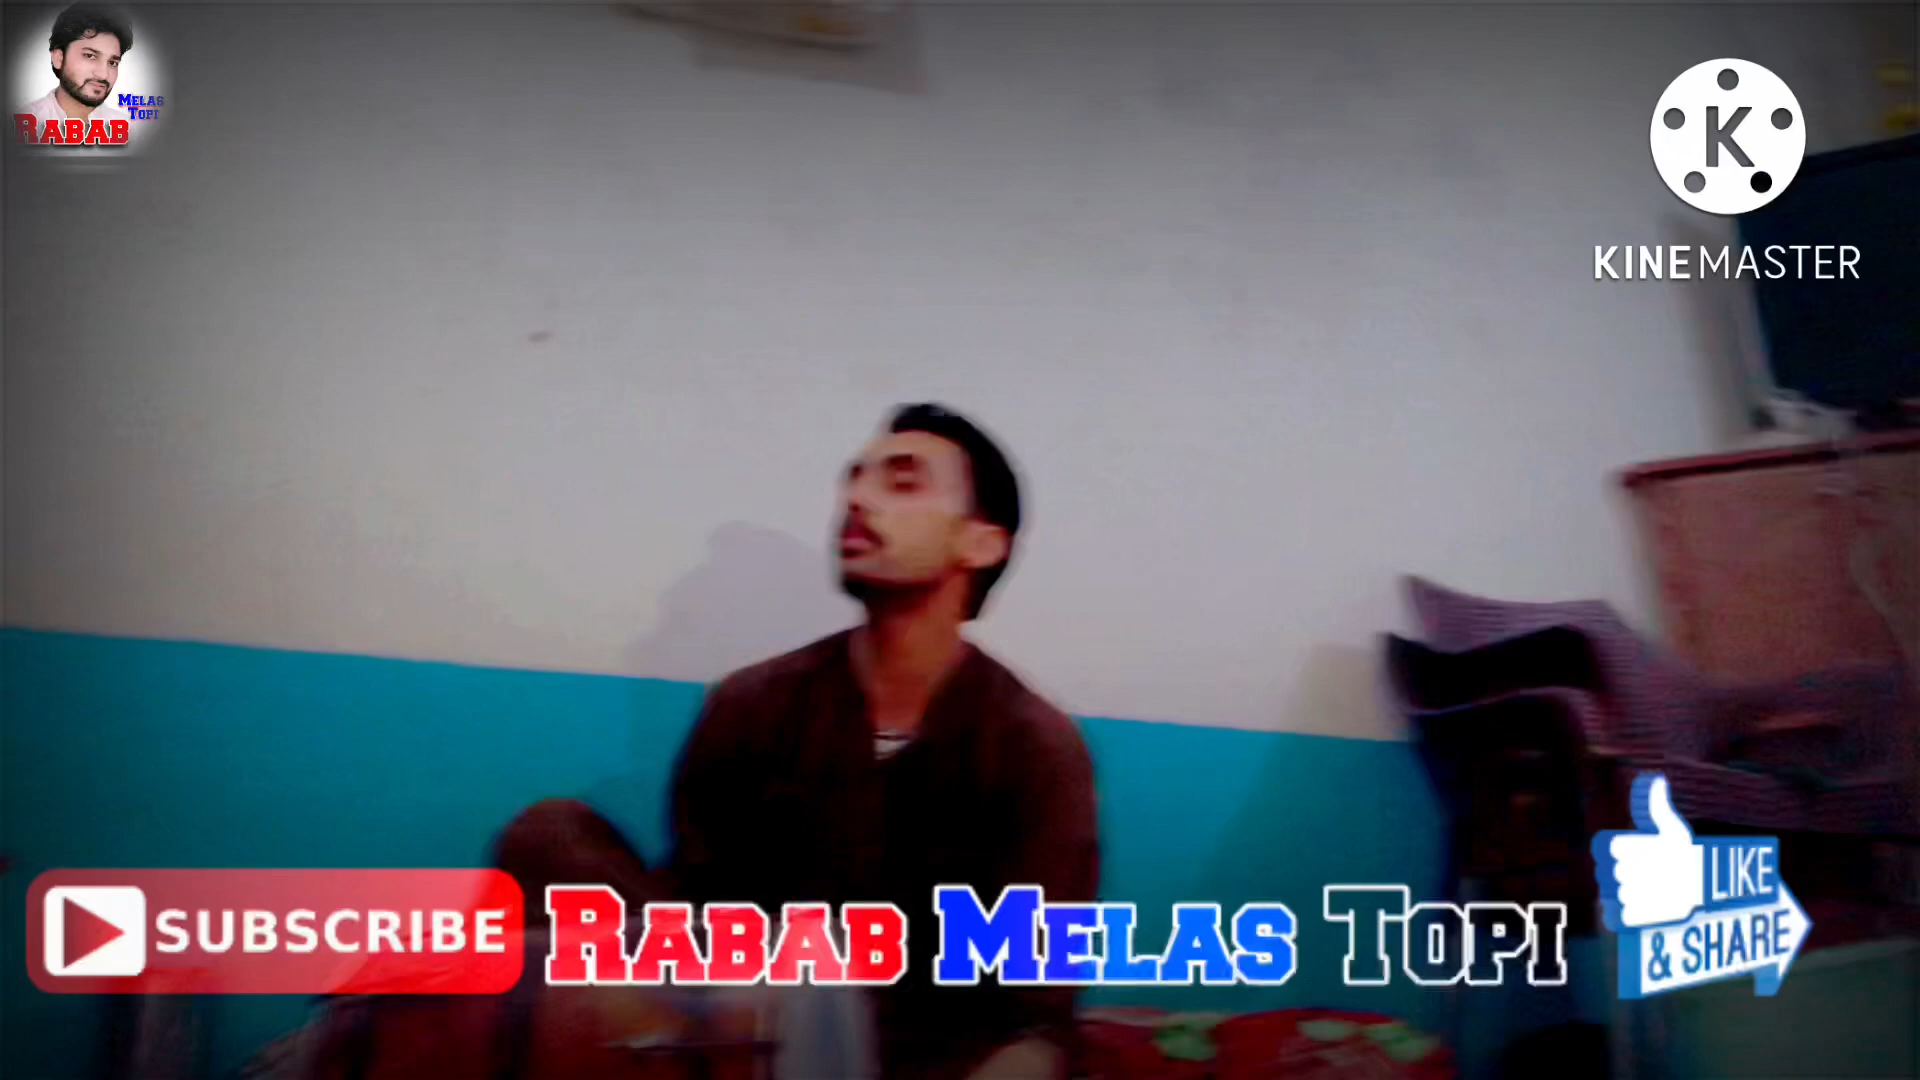 MELAS
TOPI
RABAB
K
KINEMASTER
SUBSCRIBE
RABAB MELAS TOPI
LIKE
& SHARE